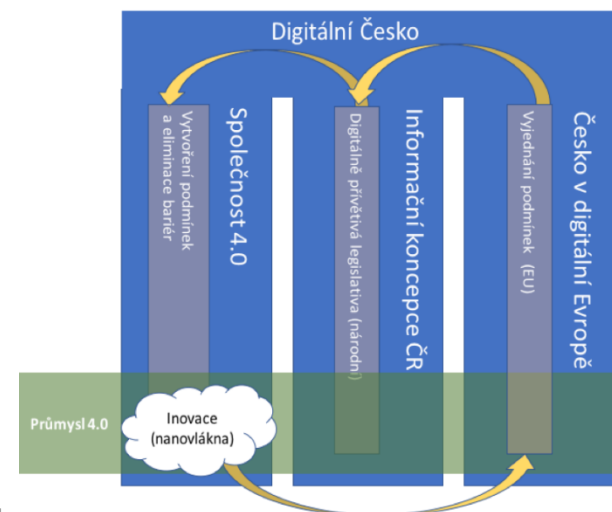 Digitální Česko
Společnost 4.0
Vytvoření podmínek
a eliminace bariér
Informační koncepce ČR
Digitálně přívětivá legislativa (národní)
Česko v digitální Evropě
Vyjednání podmínek (EU)
Průmysl 4.0
Inovace
(nanovlákna)